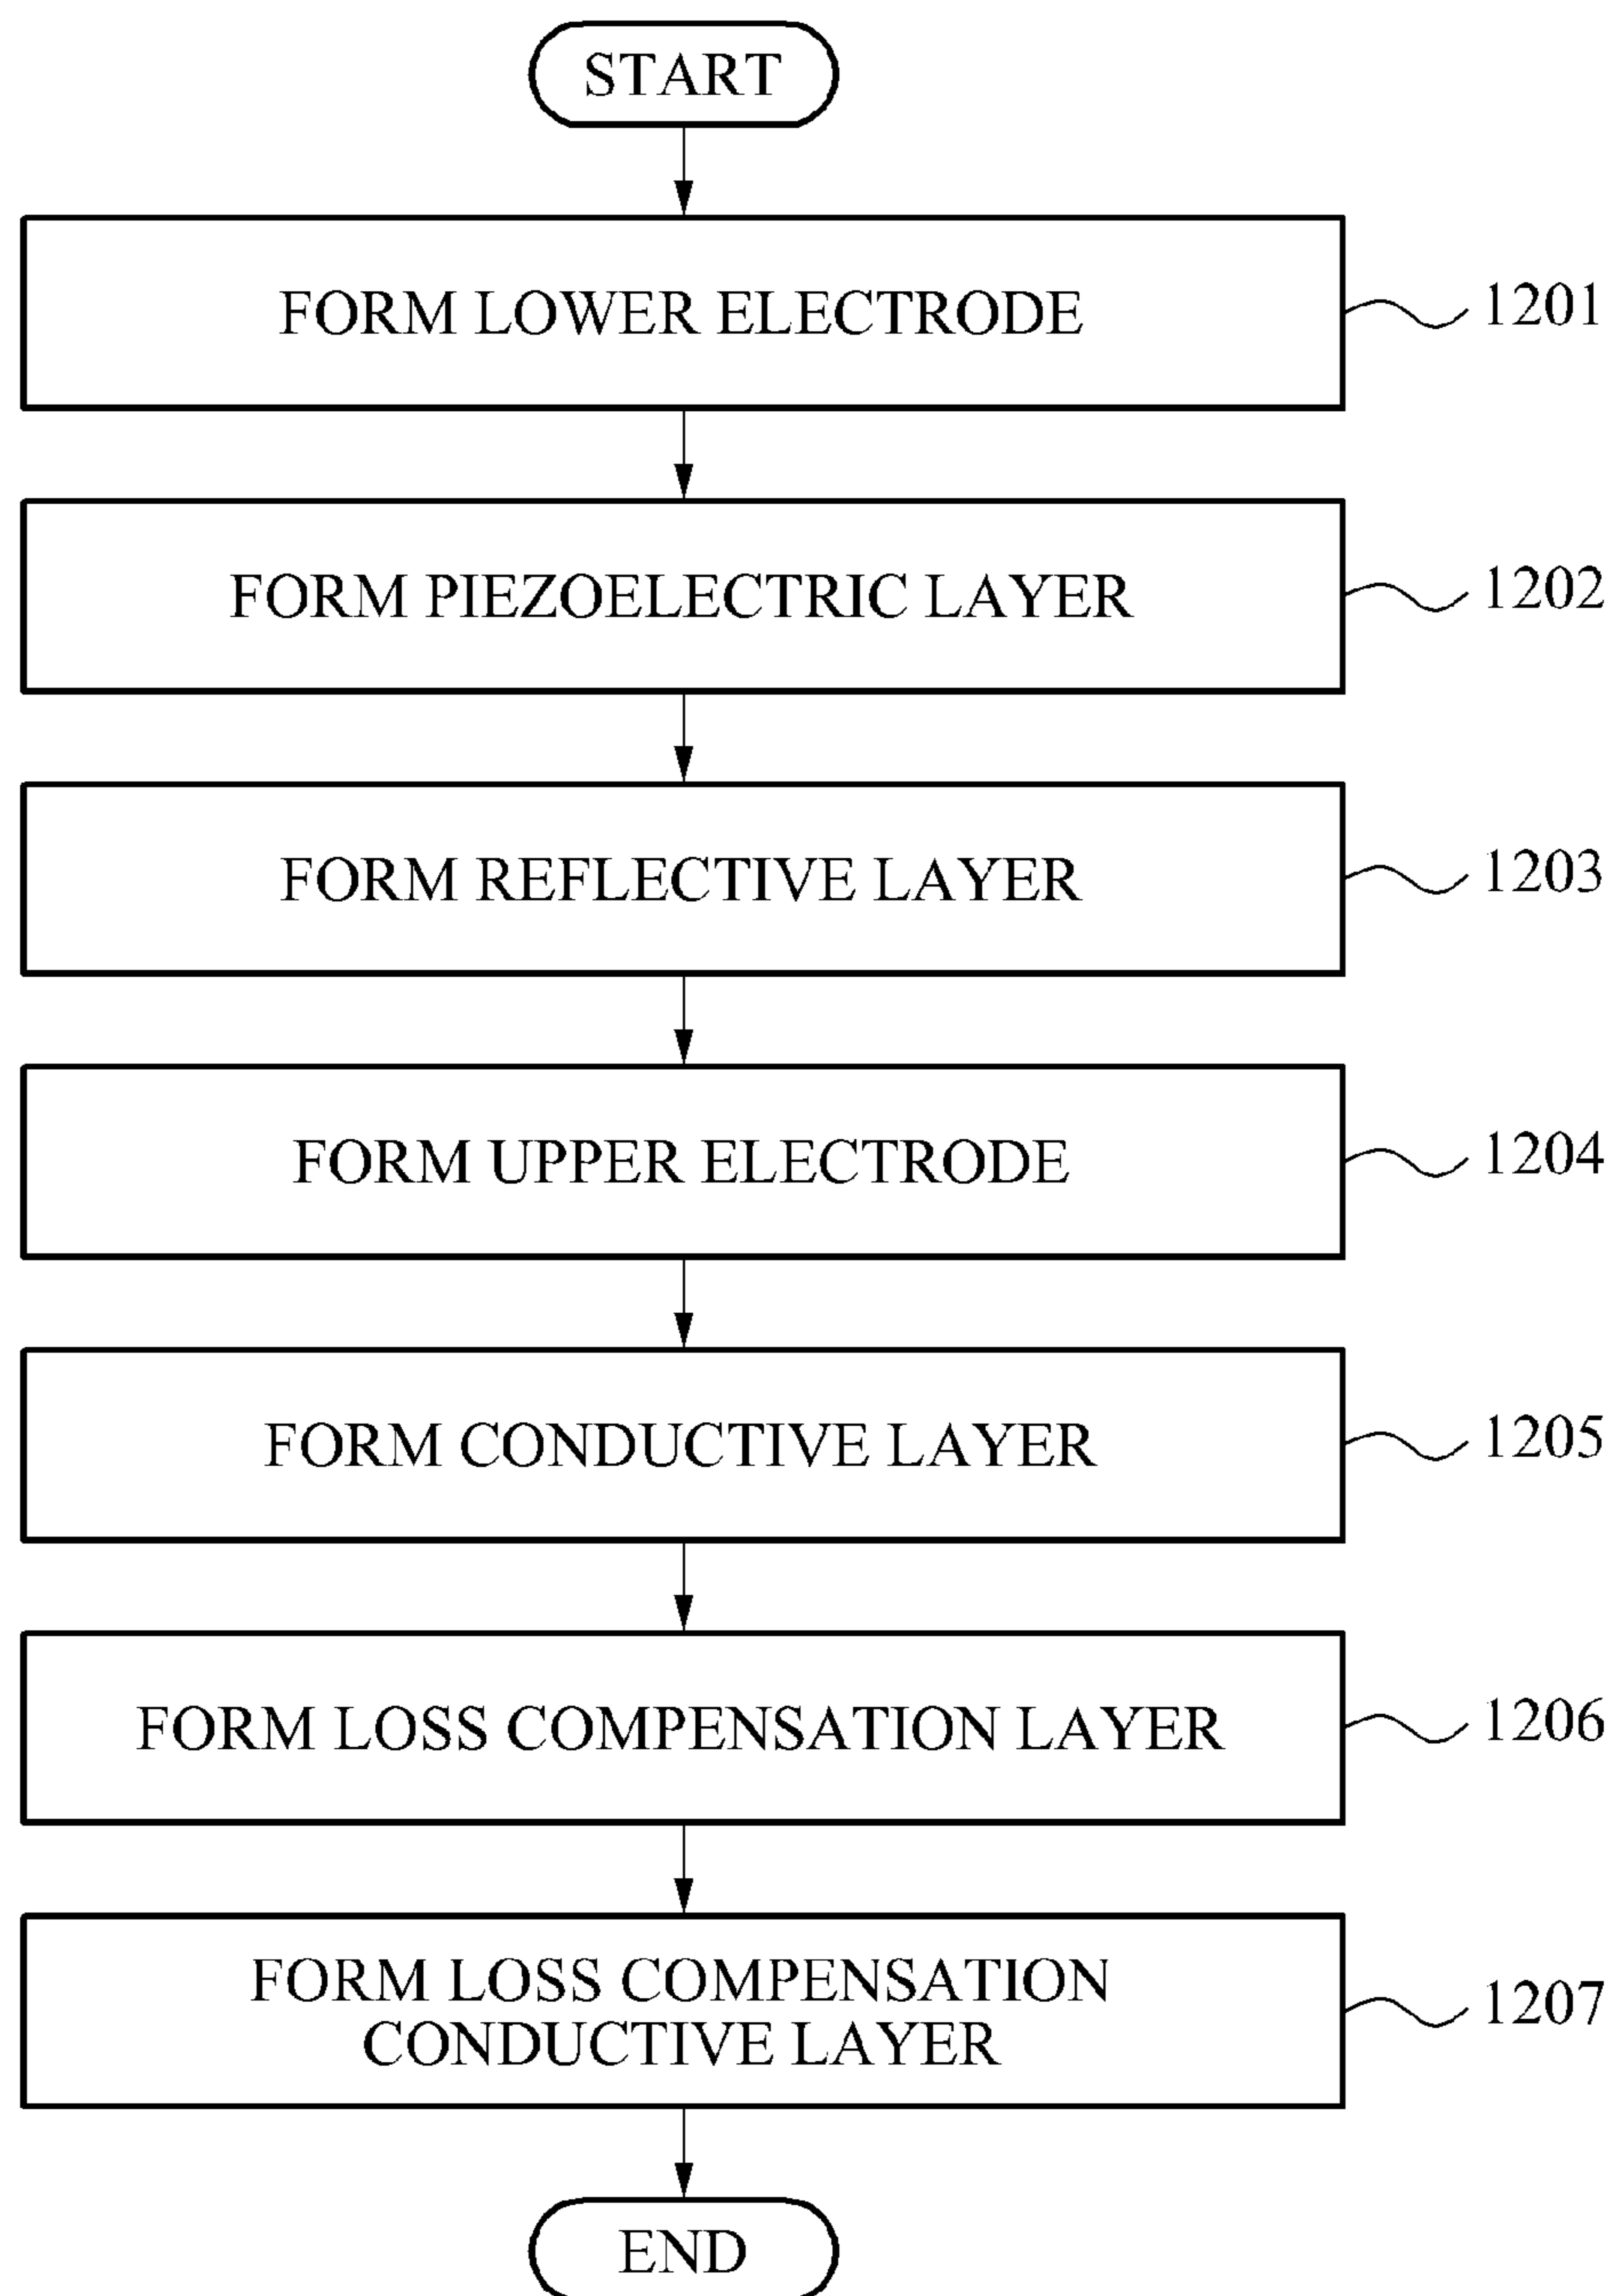 START
FORM LOWER ELECTRODE
1201
FORM PIEZOELECTRIC LAYER
1202
FORM REFLECTIVE LAYER
1203
FORM UPPER ELECTRODE
1204
FORM CONDUCTIVE LAYER
1205
FORM LOSS COMPENSATION LAYER
1206
FORM LOSS COMPENSATION
CONDUCTIVE LAYER
1207
END